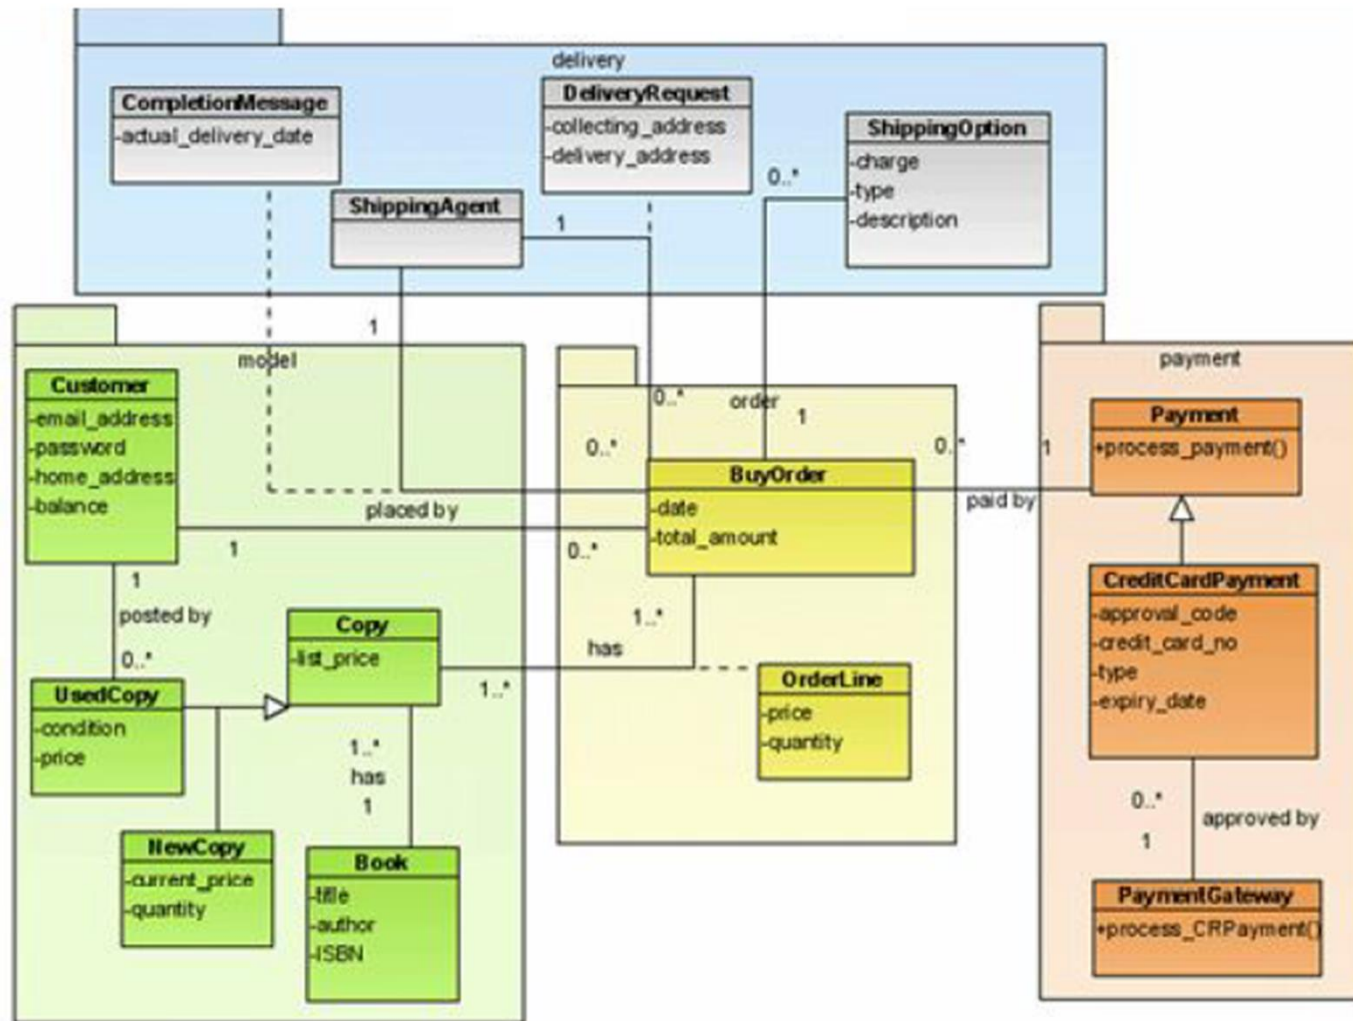 delivery
CompletionMessage
-actual_delivery_date
DeliveryRequest
-collecting_address
-delivery_address
ShippingOption
-charge
-type
-description
ShippingAgent
1
0..*
1
model
Customer
-email_address
-password
-home_address
-balance
placed by
1
0..*
1
posted by
0..*
UsedCopy
-condition
-price
Copy
-list_price
1..*
has
1
NewCopy
-current_price
-quantity
Book
-title
-author
-ISBN
order
0..*
1
0..*
0..*
BuyOrder
-date
-total_amount
1..*
has
1..*
OrderLine
-price
-quantity
paid by
1
payment
Payment
+process_payment()
CreditCardPayment
-approval_code
-credit_card_no
-type
-expiry_date
0..*
approved by
1
PaymentGateway
+process_CRPayment()